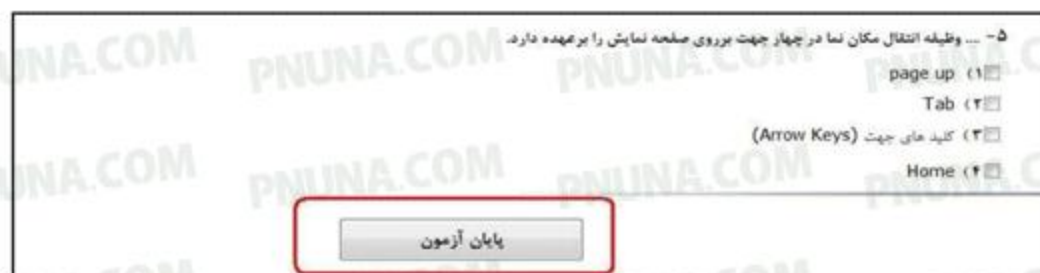 ۵- .... وظیفه انتقال مکان نما در چهار جهت برروی صفحه نمایش را برعهده دارد.
۱) page up
۲) Tab
۳) کلید های جهت (Arrow Keys)
۴) Home
پایان آزمون
PNUNA.COM